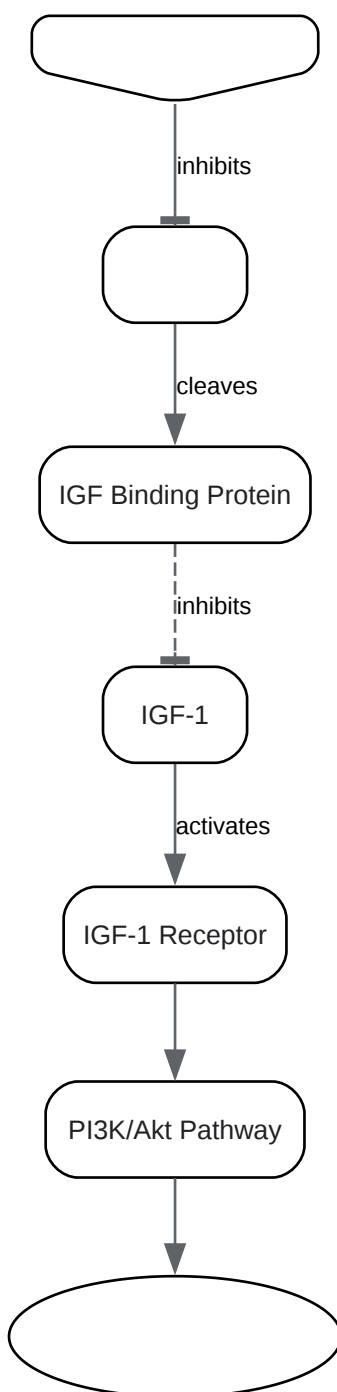 inhibits
cleaves
IGF Binding Protein
inhibits
IGF-1
activates
IGF-1 Receptor
PI3K/Akt Pathway